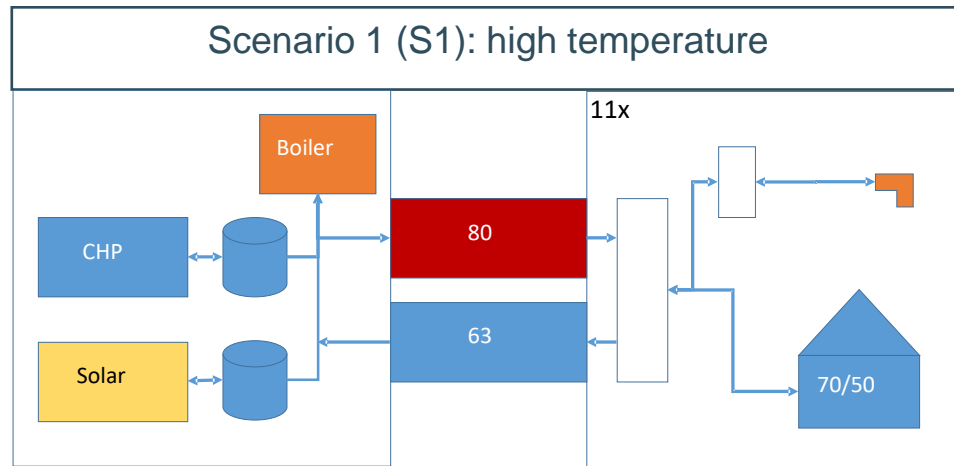 Scenario 1 (S1): high temperature
11x
Boiler
80
CHP
63
Solar
70/50